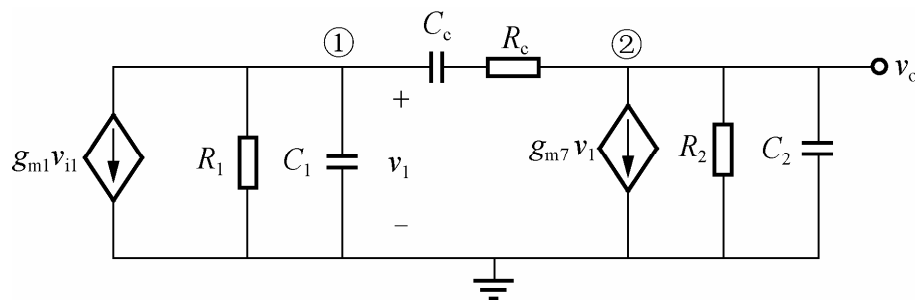 ①
C_c
R_c
②
v_o
+
g_m1 v_i1
R_1
C_1
v_1
g_m7 v_1
R_2
C_2
−